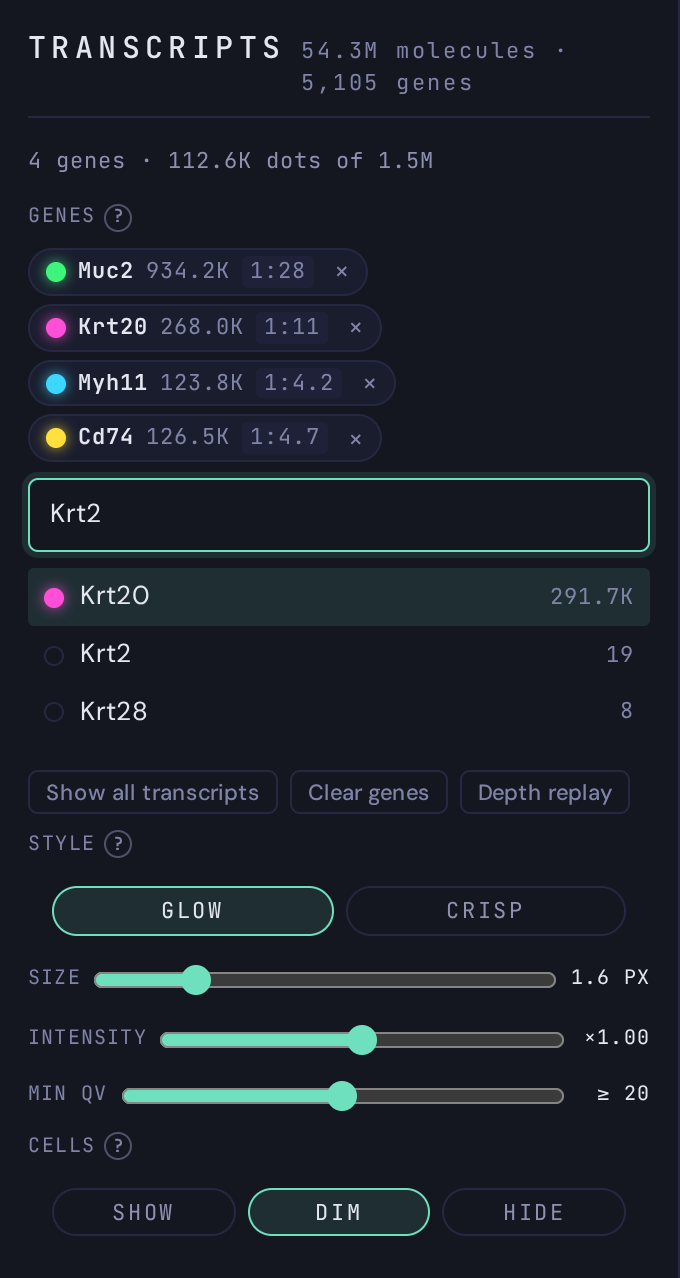 TRANSCRIPTS 54.3M molecules ·
5,105 genes
4 genes · 112.6K dots of 1.5M
GENES ?
Muc2 934.2K 1:28 ×
Krt20 268.0K 1:11 ×
Myh11 123.8K 1:4.2 ×
Cd74 126.5K 1:4.7 ×
Krt2
Krt20 291.7K
Krt2 19
Krt28 8
Show all transcripts Clear genes Depth replay
STYLE ?
GLOW CRISP
SIZE 1.6 PX
INTENSITY ×1.00
MIN QV ≥ 20
CELLS ?
SHOW DIM HIDE